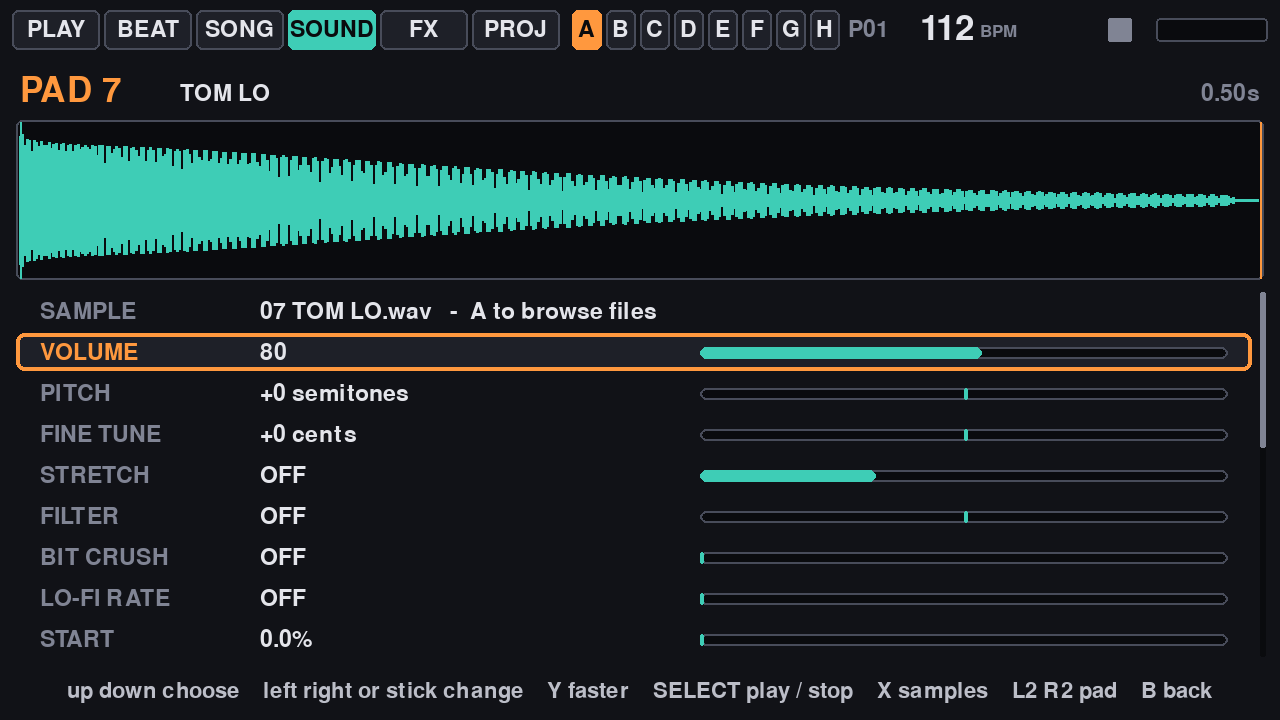 PLAY BEAT SONG SOUND FX PROJ A B C D E F G H P01 112 BPM
PAD 7 TOM LO 0.50s
SAMPLE 07 TOM LO.wav - A to browse files
VOLUME 80
PITCH +0 semitones
FINE TUNE +0 cents
STRETCH OFF
FILTER OFF
BIT CRUSH OFF
LO-FI RATE OFF
START 0.0%
up down choose left right or stick change Y faster SELECT play / stop X samples L2 R2 pad B back